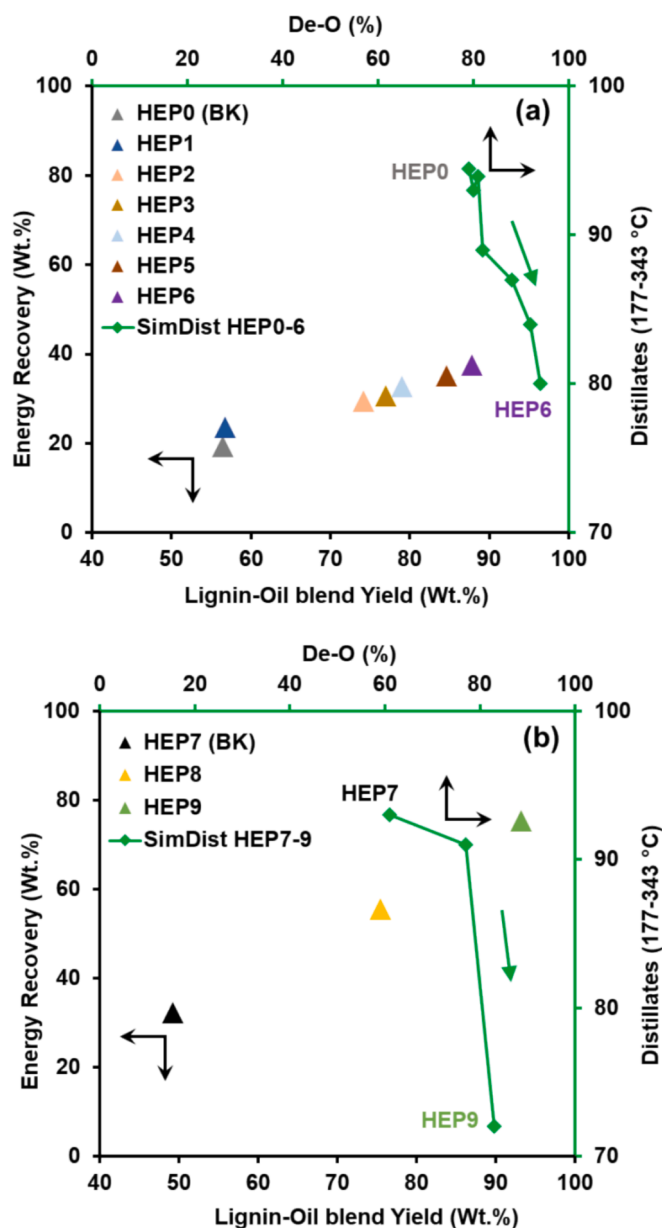 De-O (%)
0 20 40 60 80 100
100 100
(a)
HEP0 (BK)
HEP1
HEP2
HEP3
HEP4
HEP5
HEP6
SimDist HEP0-6
HEP0
HEP6
80
60
40
20
0
90
80
70
Energy Recovery (Wt.%)
Distillates (177-343 °C)
40 50 60 70 80 90 100
Lignin-Oil blend Yield (Wt.%)
De-O (%)
0 20 40 60 80 100
100 100
(b)
HEP7 (BK)
HEP8
HEP9
SimDist HEP7-9
HEP7
HEP9
80
60
40
20
0
90
80
70
Energy Recovery (Wt.%)
Distillates (177-343 °C)
40 50 60 70 80 90 100
Lignin-Oil blend Yield (Wt.%)